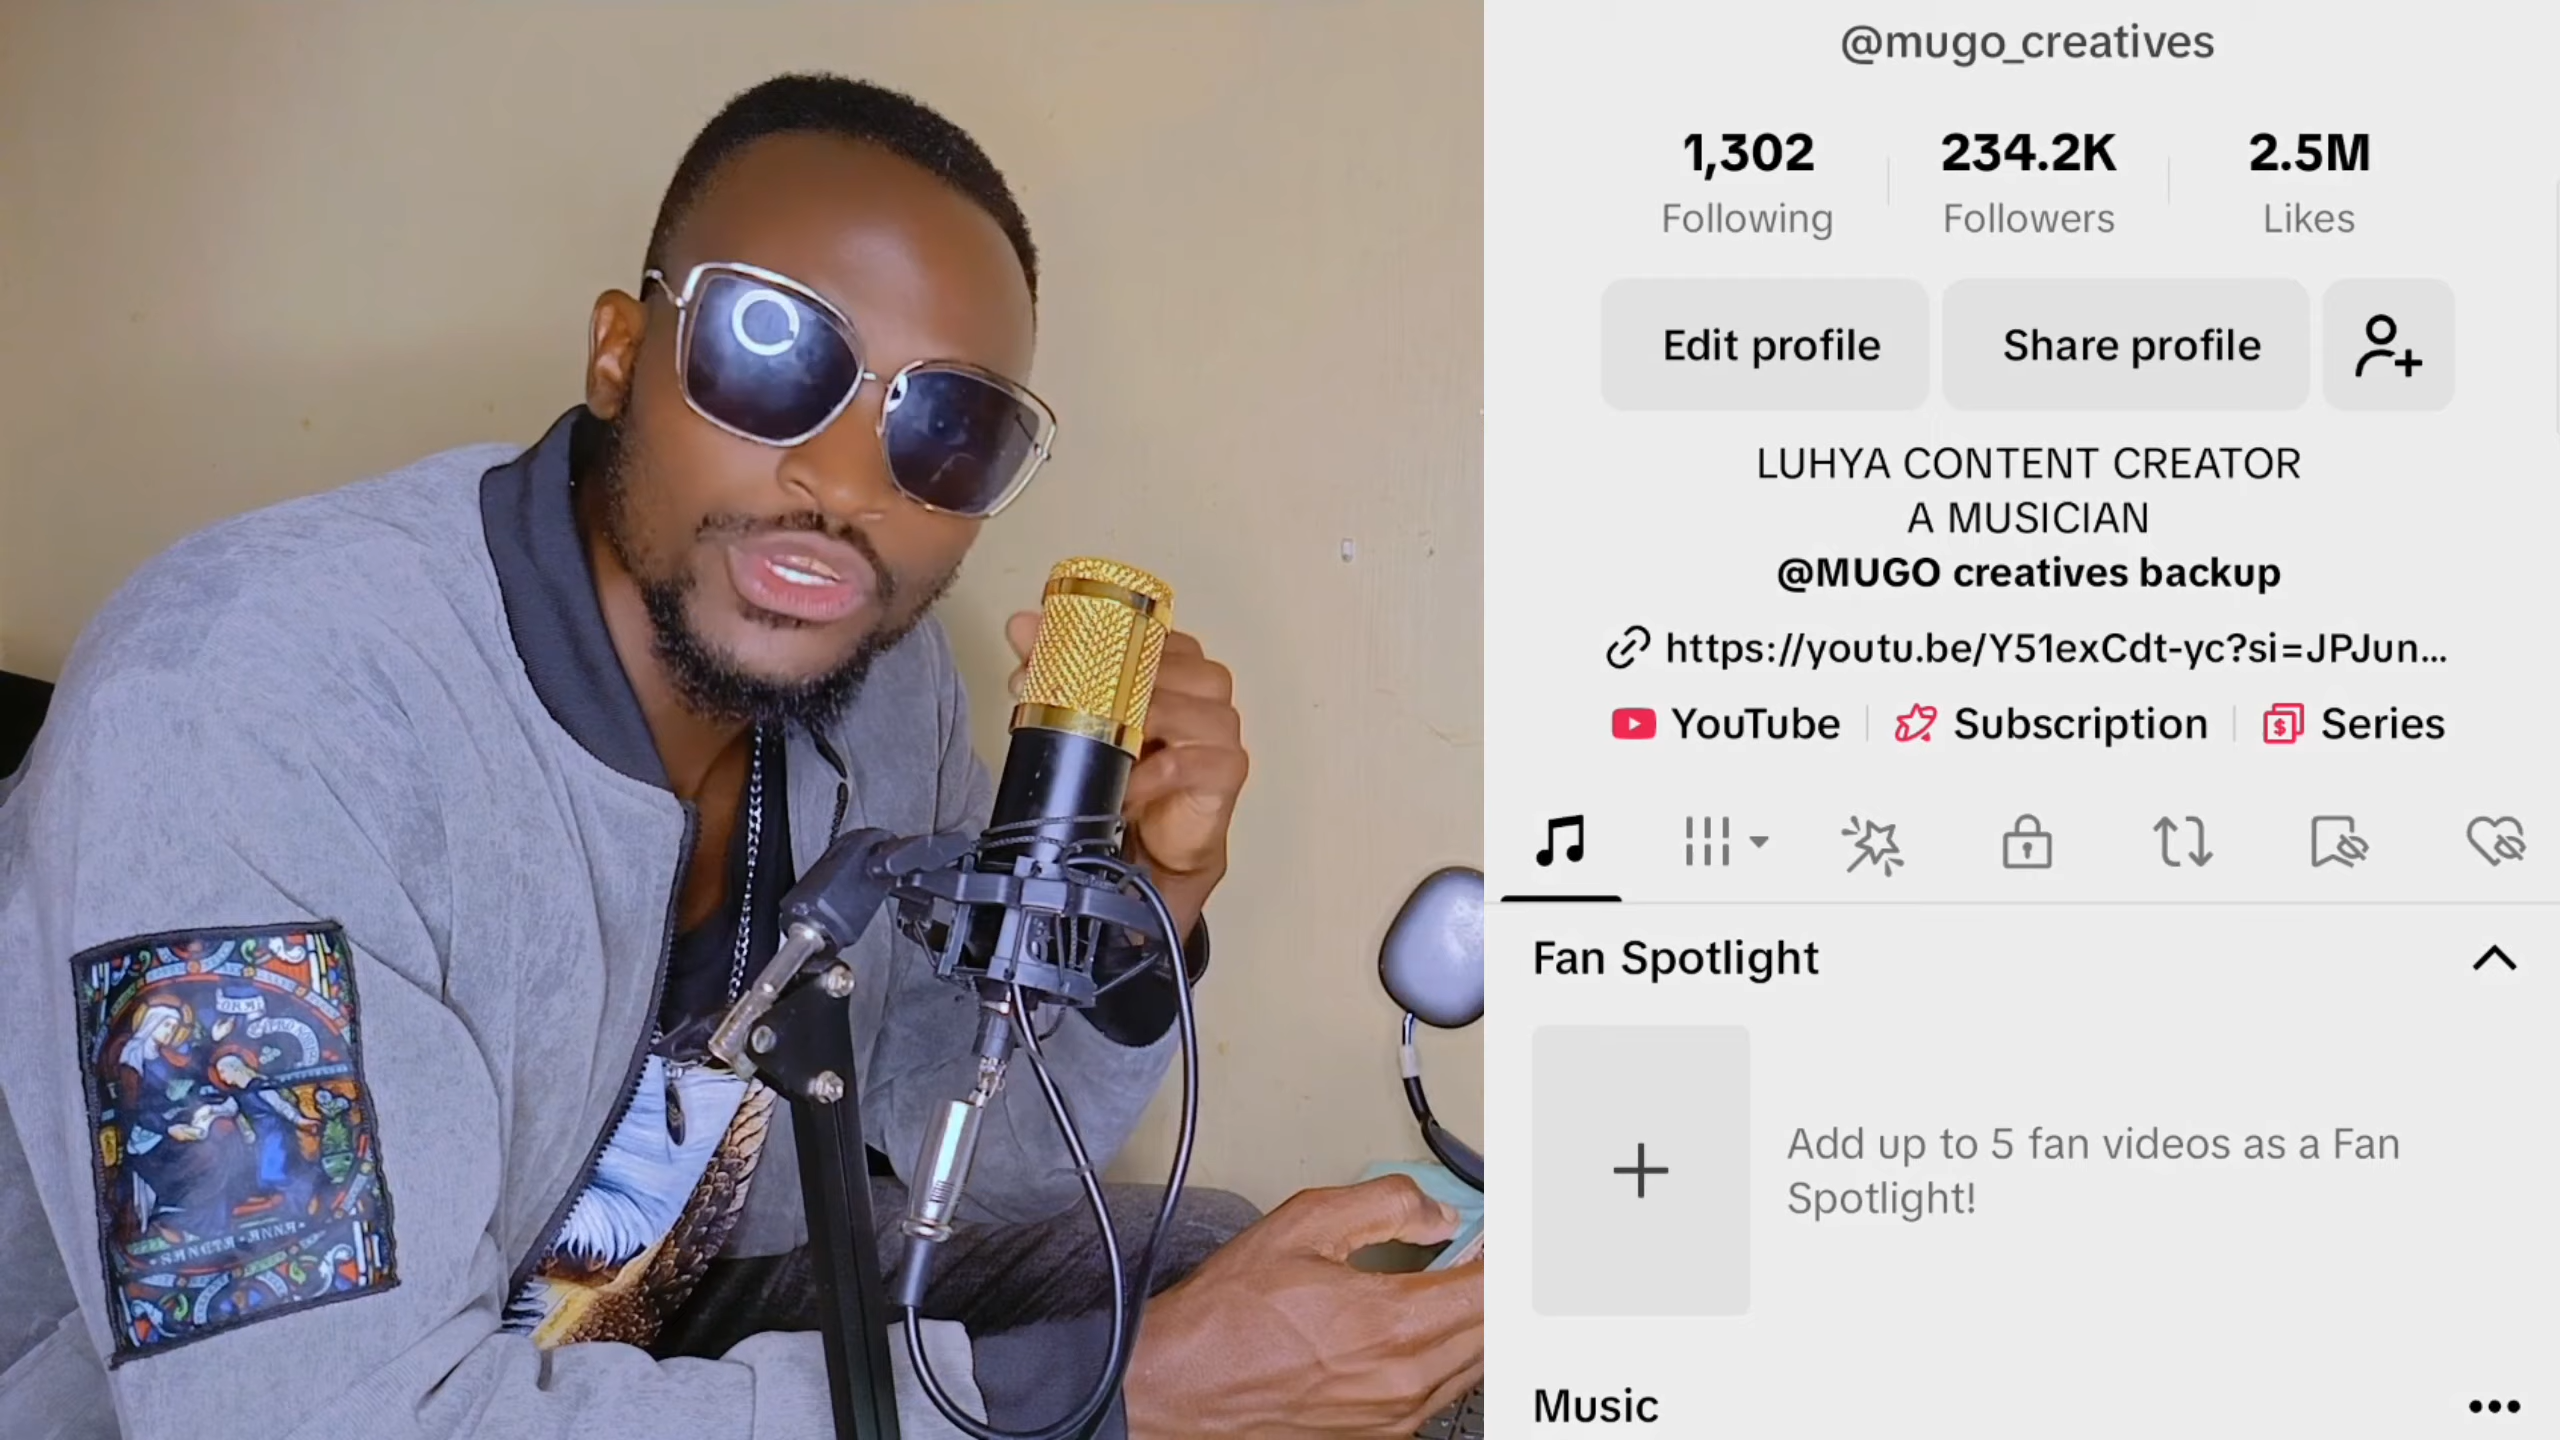 @mugo_creatives
1,302 234.2K 2.5M
Following Followers Likes
Edit profile Share profile
LUHYA CONTENT CREATOR
A MUSICIAN
@MUGO creatives backup
https://youtu.be/Y51exCdt-yc?si=JPJun...
YouTube Subscription Series
Fan Spotlight
Add up to 5 fan videos as a Fan
Spotlight!
Music
SANCTA·ANNA